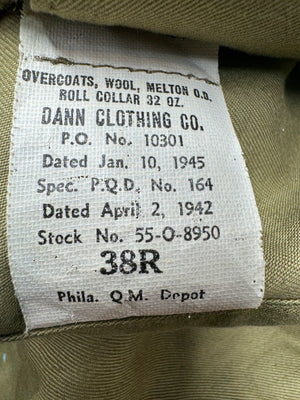 OVERCOATS, WOOL, MELTON O.D.
ROLL COLLAR 32 OZ.
DANN CLOTHING CO.
P.O. No. 10301
Dated Jan. 10, 1945
Spec. P.Q.D. No. 164
Dated April 2, 1942
Stock No. 55-O-8950
38R
Phila. Q.M. Depot